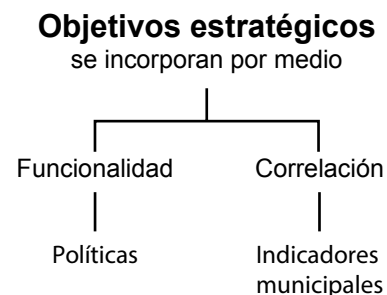 Objetivos estratégicos
se incorporan por medio
Funcionalidad
Correlación
Políticas
Indicadores
municipales